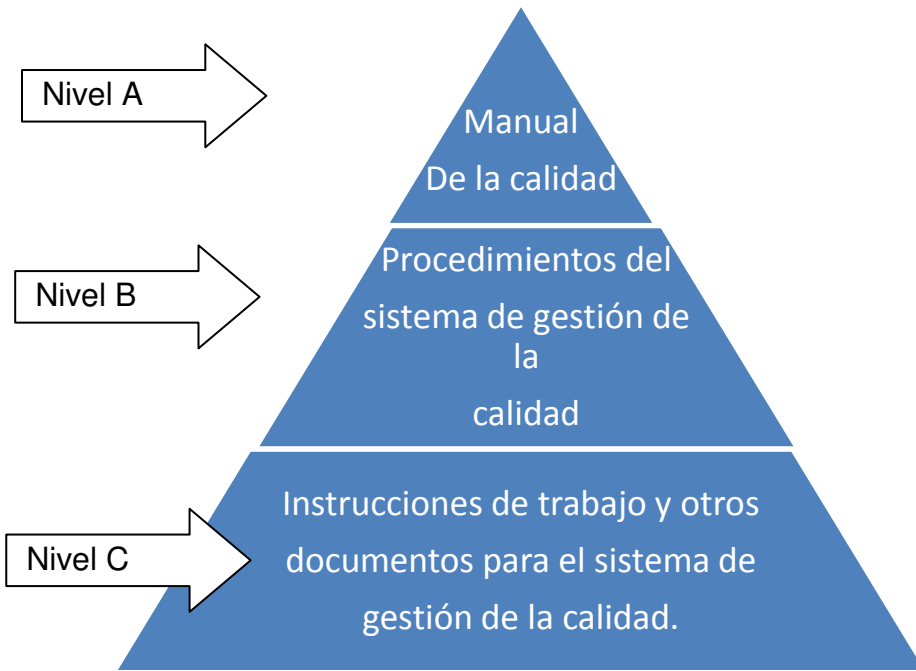 Nivel A
Manual
De la calidad
Nivel B
Procedimientos del
sistema de gestión de
la
calidad
Nivel C
Instrucciones de trabajo y otros
documentos para el sistema de
gestión de la calidad.